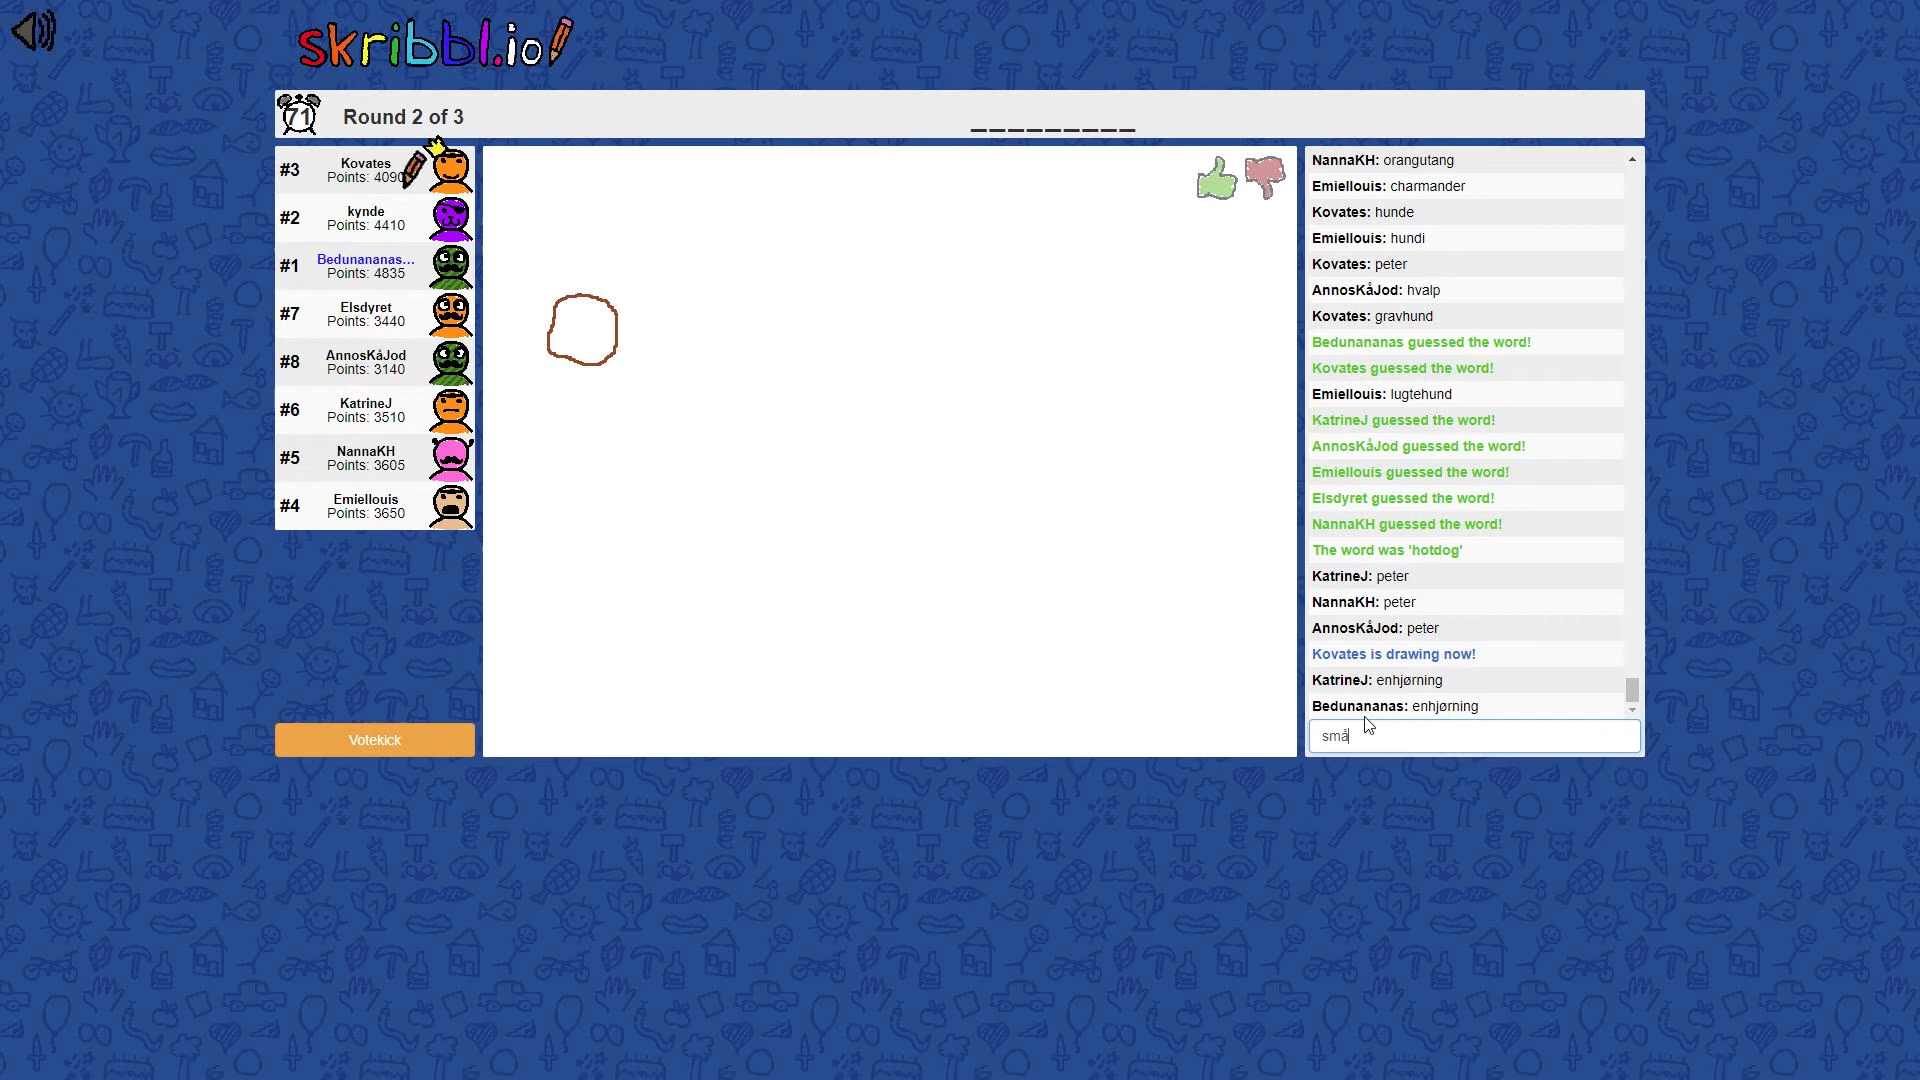 skribbl.io
71
Round 2 of 3
_________
#3
Kovates
Points: 4090
#2
kynde
Points: 4410
#1
Bedunananas...
Points: 4835
#7
Elsdyret
Points: 3440
#8
AnnosKåJod
Points: 3140
#6
KatrineJ
Points: 3510
#5
NannaKH
Points: 3605
#4
Emiellouis
Points: 3650
Votekick
NannaKH: orangutang
Emiellouis: charmander
Kovates: hunde
Emiellouis: hundi
Kovates: peter
AnnosKåJod: hvalp
Kovates: gravhund
Bedunananas guessed the word!
Kovates guessed the word!
Emiellouis: lugtehund
KatrineJ guessed the word!
AnnosKåJod guessed the word!
Emiellouis guessed the word!
Elsdyret guessed the word!
NannaKH guessed the word!
The word was 'hotdog'
KatrineJ: peter
NannaKH: peter
AnnosKåJod: peter
Kovates is drawing now!
KatrineJ: enhjørning
Bedunananas: enhjørning
små